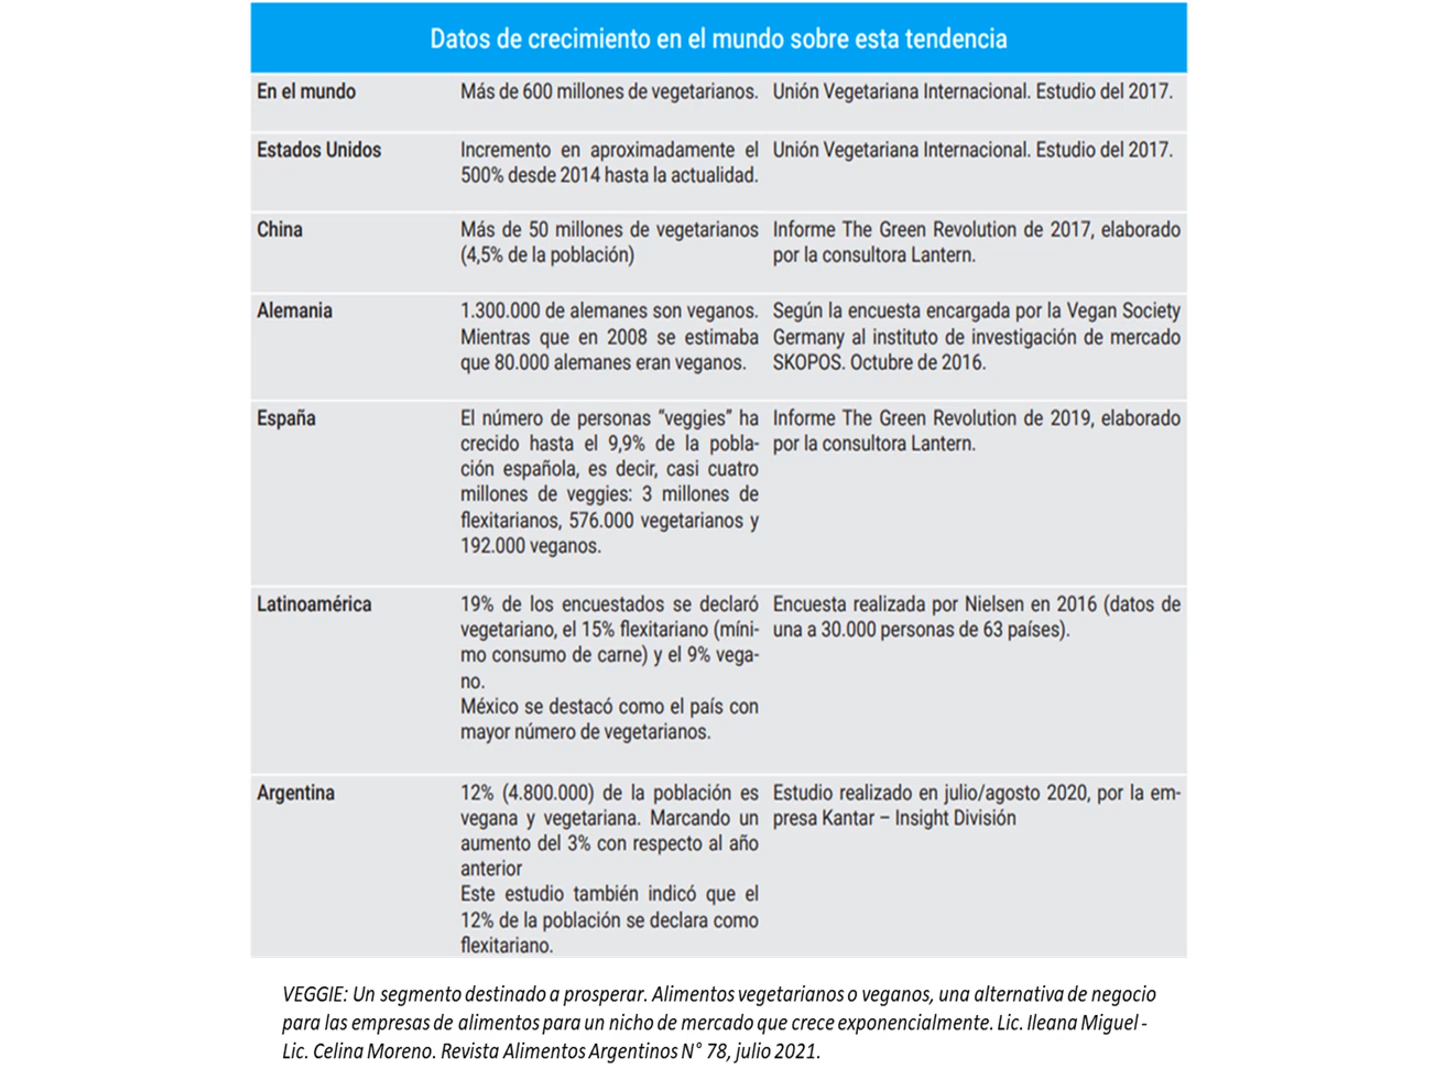 Datos de crecimiento en el mundo sobre esta tendencia
En el mundo
Más de 600 millones de vegetarianos.
Unión Vegetariana Internacional. Estudio del 2017.
Estados Unidos
Incremento en aproximadamente el
500% desde 2014 hasta la actualidad.
Unión Vegetariana Internacional. Estudio del 2017.
China
Más de 50 millones de vegetarianos
(4,5% de la población)
Informe The Green Revolution de 2017, elaborado
por la consultora Lantern.
Alemania
1.300.000 de alemanes son veganos.
Mientras que en 2008 se estimaba
que 80.000 alemanes eran veganos.
Según la encuesta encargada por la Vegan Society
Germany al instituto de investigación de mercado
SKOPOS. Octubre de 2016.
España
El número de personas “veggies” ha
crecido hasta el 9,9% de la pobla-
ción española, es decir, casi cuatro
millones de veggies: 3 millones de
flexitarianos, 576.000 vegetarianos y
192.000 veganos.
Informe The Green Revolution de 2019, elaborado
por la consultora Lantern.
Latinoamérica
19% de los encuestados se declaró
vegetariano, el 15% flexitariano (míni-
mo consumo de carne) y el 9% vega-
no.
México se destacó como el país con
mayor número de vegetarianos.
Encuesta realizada por Nielsen en 2016 (datos de
una a 30.000 personas de 63 países).
Argentina
12% (4.800.000) de la población es
vegana y vegetariana. Marcando un
aumento del 3% con respecto al año
anterior
Este estudio también indicó que el
12% de la población se declara como
flexitariano.
Estudio realizado en julio/agosto 2020, por la em-
presa Kantar – Insight División
VEGGIE: Un segmento destinado a prosperar. Alimentos vegetarianos o veganos, una alternativa de negocio
para las empresas de alimentos para un nicho de mercado que crece exponencialmente. Lic. Ileana Miguel -
Lic. Celina Moreno. Revista Alimentos Argentinos N° 78, julio 2021.